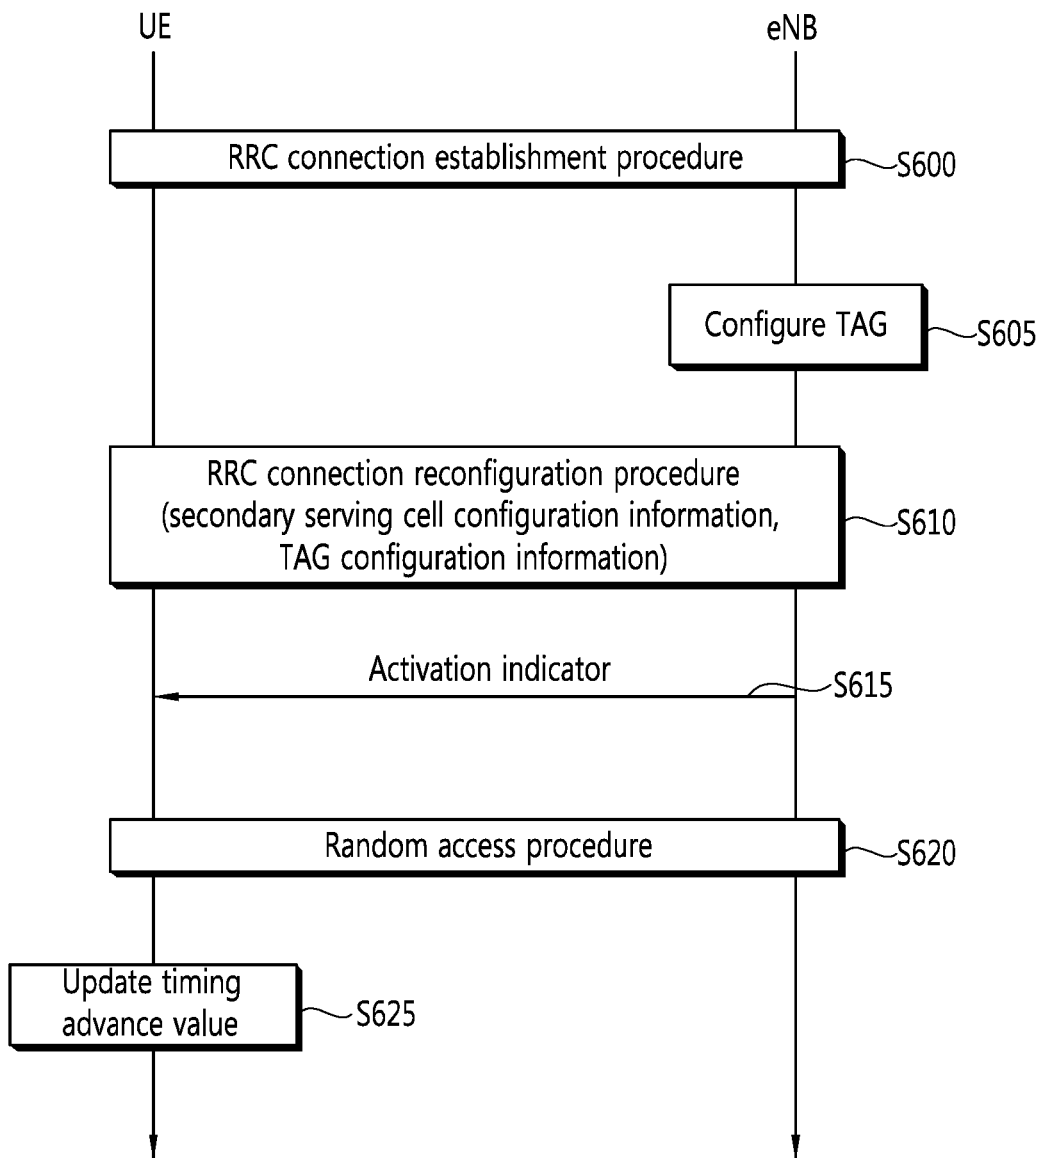 UE
eNB
RRC connection establishment procedure
S600
Configure TAG
S605
RRC connection reconfiguration procedure
(secondary serving cell configuration information,
TAG configuration information)
S610
Activation indicator
S615
Random access procedure
S620
Update timing
advance value
S625